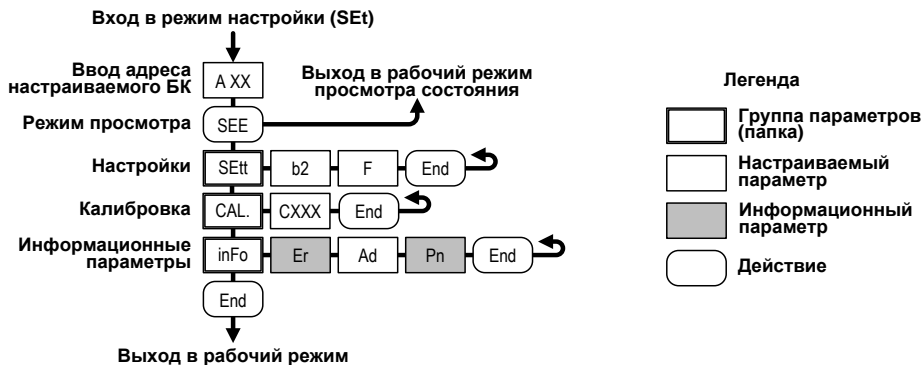 Вход в режим настройки (SEt)
Ввод адреса
настраиваемого БК
A XX
Выход в рабочий режим
просмотра состояния
Режим просмотра
SEE
Настройки
SEtt
b2
F
End
Калибровка
CAL.
CXXX
End
Информационные
параметры
inFo
Er
Ad
Pn
End
End
Выход в рабочий режим
Легенда
Группа параметров
(папка)
Настраиваемый
параметр
Информационный
параметр
Действие